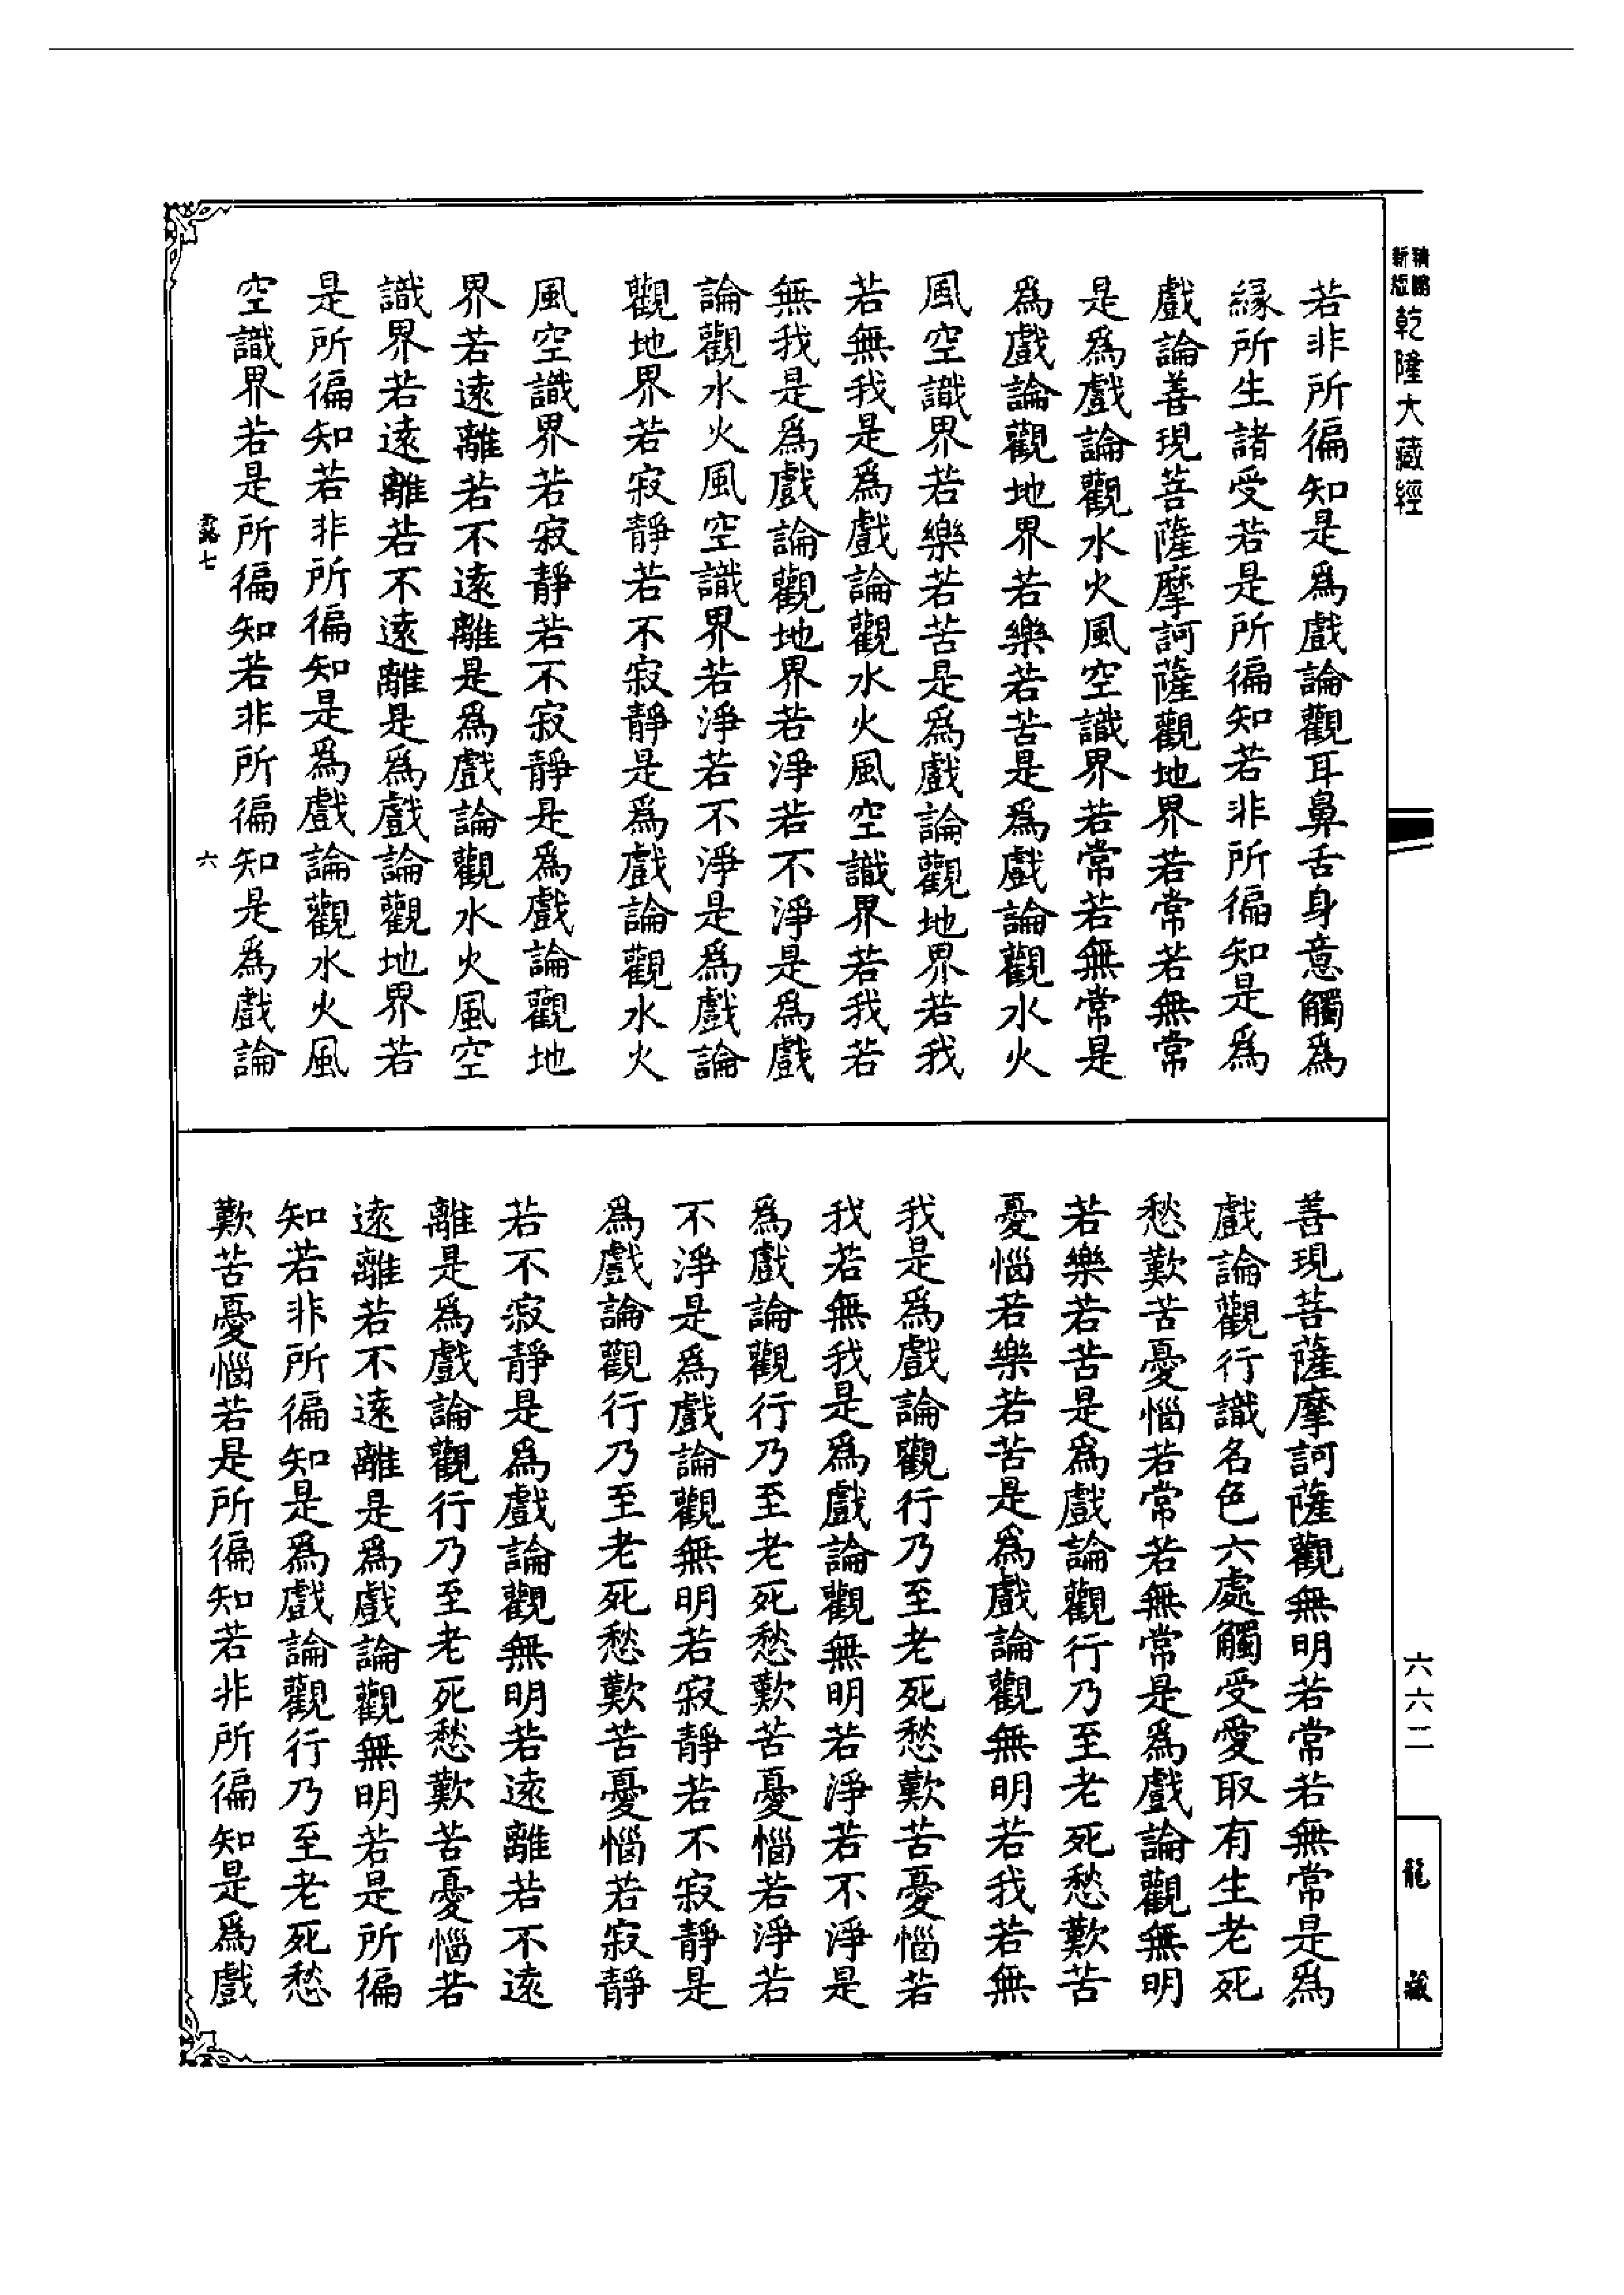 乾隆大藏經
若非所徧知是爲戲論觀耳鼻舌身意觸爲
緣所生諸受若是所徧知若非所徧知是爲
戲論善現菩薩摩訶薩觀地界若常若無常
是爲戲論觀水火風空識界若常若無常是
爲戲論觀地界若樂若苦是爲戲論觀水火
風空識界若樂若苦是爲戲論觀地界若我
若無我是爲戲論觀水火風空識界若我若
無我是爲戲論觀地界若淨若不淨是爲戲
論觀水火風空識界若淨若不淨是爲戲論
觀地界若寂靜若不寂靜是爲戲論觀水火
風空識界若寂靜若不寂靜是爲戲論觀地
界若遠離若不遠離是爲戲論觀水火風空
識界若遠離若不遠離是爲戲論觀地界若
是所徧知若非所徧知是爲戲論觀水火風
空識界若是所徧知若非所徧知是爲戲論
七 六
善現菩薩摩訶薩觀無明若常若無常是爲
戲論觀行識名色六處觸受愛取有生老死
愁歎苦憂惱若常若無常是爲戲論觀無明
若樂若苦是爲戲論觀行乃至老死愁歎苦
憂惱若樂若苦是爲戲論觀無明若我若無
我是爲戲論觀行乃至老死愁歎苦憂惱若
我若無我是爲戲論觀無明若淨若不淨是
爲戲論觀行乃至老死愁歎苦憂惱若淨若
不淨是爲戲論觀無明若寂靜若不寂靜是
爲戲論觀行乃至老死愁歎苦憂惱若寂靜
若不寂靜是爲戲論觀無明若遠離若不遠
離是爲戲論觀行乃至老死愁歎苦憂惱若
遠離若不遠離是爲戲論觀無明若是所徧
知若非所徧知是爲戲論觀行乃至老死愁
歎苦憂惱若是所徧知若非所徧知是爲戲
六六二
龍藏